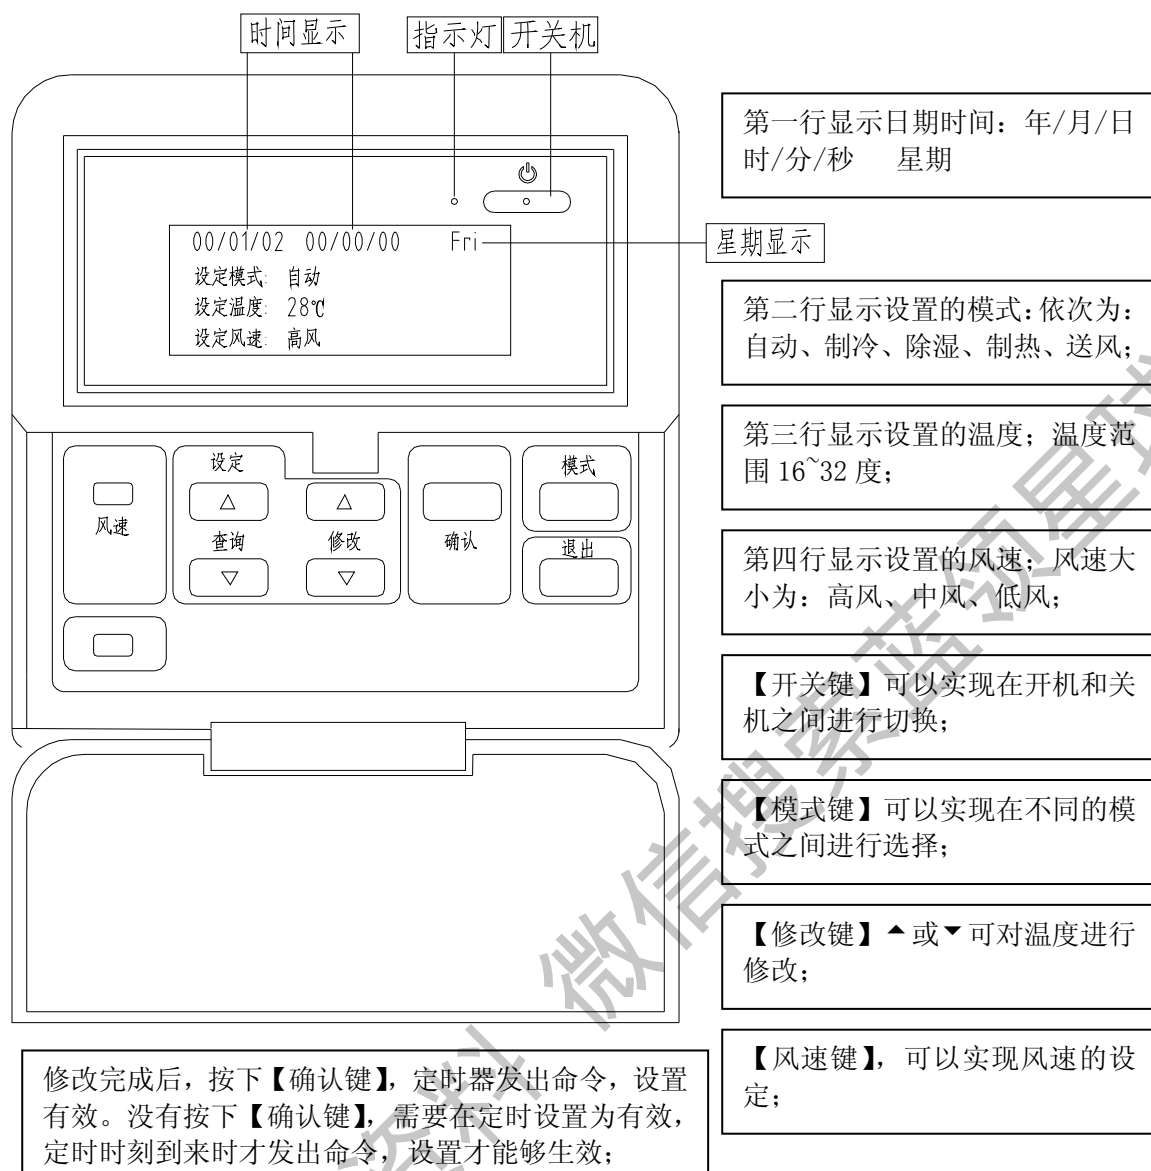 时间显示
指示灯
开关机
00/01/02 00/00/00 Fri
星期显示
设定模式: 自动
设定温度: 28℃
设定风速: 高风
风速
设定
查询
修改
确认
模式
退出
第一行显示日期时间：年/月/日
时/分/秒 星期
第二行显示设置的模式：依次为：
自动、制冷、除湿、制热、送风；
第三行显示设置的温度；温度范
围 16~32 度；
第四行显示设置的风速；风速大
小为：高风、中风、低风；
【开关键】可以实现在开机和关
机之间进行切换；
【模式键】可以实现在不同的模
式之间进行选择；
【修改键】▲或▼可对温度进行
修改；
【风速键】，可以实现风速的设
定；
修改完成后，按下【确认键】，定时器发出命令，设置
有效。没有按下【确认键】，需要在定时设置为有效，
定时时刻到来时才发出命令，设置才能够生效；
资料 微信搜索蓝领星球